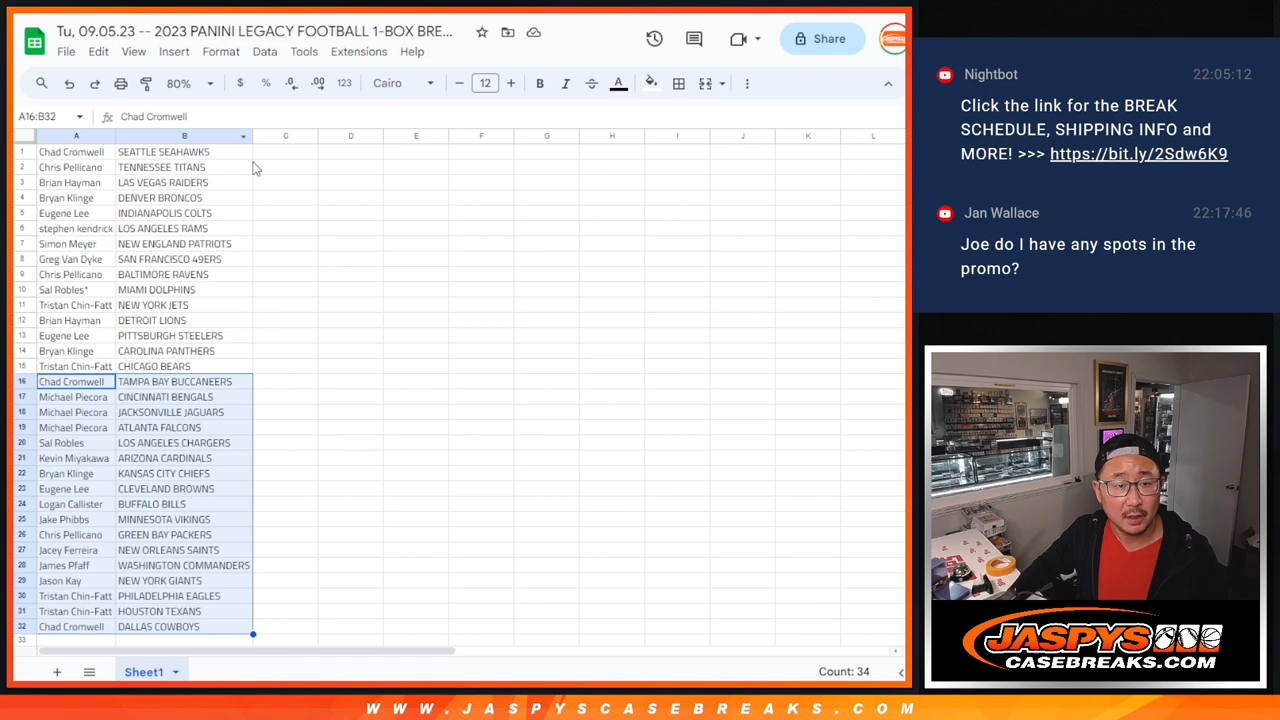 Tu, 09.05.23 -- 2023 PANINI LEGACY FOOTBALL 1-BOX BRE...
File Edit View Insert Format Data Tools Extensions Help
Share
80% $ % .0 .00 123 Cairo 12 B I A
A16:B32 Chad Cromwell
A B C D E F G H I J K L
1 Chad Cromwell SEATTLE SEAHAWKS
2 Chris Pellicano TENNESSEE TITANS
3 Brian Hayman LAS VEGAS RAIDERS
4 Bryan Klinge DENVER BRONCOS
5 Eugene Lee INDIANAPOLIS COLTS
6 stephen kendrick LOS ANGELES RAMS
7 Simon Meyer NEW ENGLAND PATRIOTS
8 Greg Van Dyke SAN FRANCISCO 49ERS
9 Chris Pellicano BALTIMORE RAVENS
10 Sal Robles* MIAMI DOLPHINS
11 Tristan Chin-Fatt NEW YORK JETS
12 Brian Hayman DETROIT LIONS
13 Eugene Lee PITTSBURGH STEELERS
14 Bryan Klinge CAROLINA PANTHERS
15 Tristan Chin-Fatt CHICAGO BEARS
16 Chad Cromwell TAMPA BAY BUCCANEERS
17 Michael Piecora CINCINNATI BENGALS
18 Michael Piecora JACKSONVILLE JAGUARS
19 Michael Piecora ATLANTA FALCONS
20 Sal Robles LOS ANGELES CHARGERS
21 Kevin Miyakawa ARIZONA CARDINALS
22 Bryan Klinge KANSAS CITY CHIEFS
23 Eugene Lee CLEVELAND BROWNS
24 Logan Callister BUFFALO BILLS
25 Jake Phibbs MINNESOTA VIKINGS
26 Chris Pellicano GREEN BAY PACKERS
27 Jacey Ferreira NEW ORLEANS SAINTS
28 James Pfaff WASHINGTON COMMANDERS
29 Jason Kay NEW YORK GIANTS
30 Tristan Chin-Fatt PHILADELPHIA EAGLES
31 Tristan Chin-Fatt HOUSTON TEXANS
32 Chad Cromwell DALLAS COWBOYS
33
Sheet1 Count: 34
Nightbot 22:05:12
Click the link for the BREAK
SCHEDULE, SHIPPING INFO and
MORE! >>> https://bit.ly/2Sdw6K9
Jan Wallace 22:17:46
Joe do I have any spots in the
promo?
JASPYS
CASEBREAKS.COM
WWW.JASPYSCASEBREAKS.COM